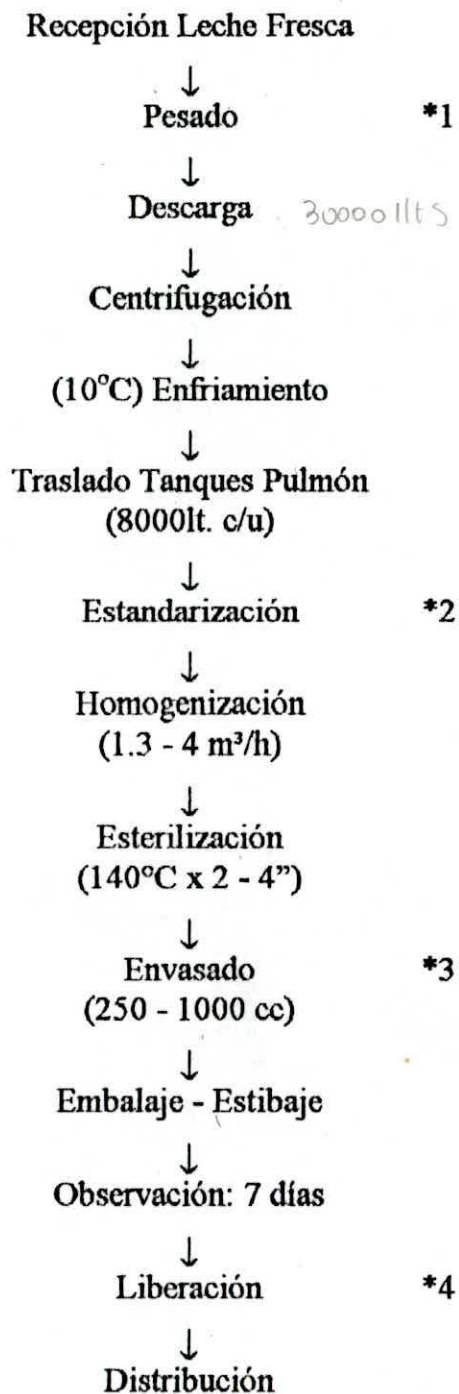 Recepción Leche Fresca
↓
Pesado *1
↓
Descarga 30000 lts
↓
Centrifugación
↓
(10°C) Enfriamiento
↓
Traslado Tanques Pulmón
(8000lt. c/u)
↓
Estandarización *2
↓
Homogenización
(1.3 - 4 m³/h)
↓
Esterilización
(140°C x 2 - 4”)
↓
Envasado *3
(250 - 1000 cc)
↓
Embalaje - Estibaje
↓
Observación: 7 días
↓
Liberación *4
↓
Distribución